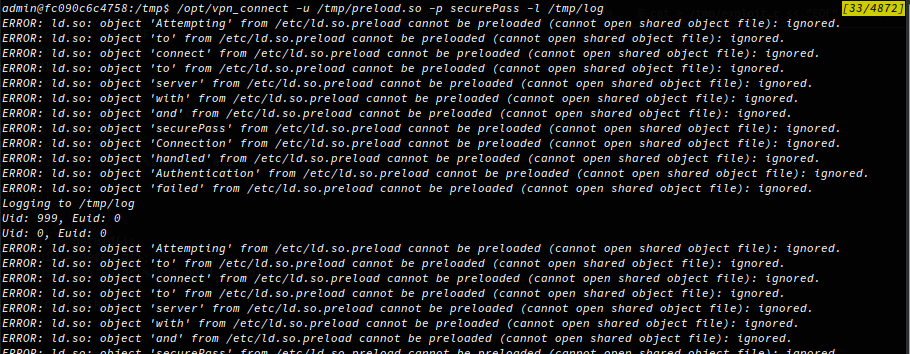 admin@fc090c6c4758:/tmp$ /opt/vpn_connect -u /tmp/preload.so -p securePass -l /tmp/log [33/4872]
ERROR: ld.so: object 'Attempting' from /etc/ld.so.preload cannot be preloaded (cannot open shared object file): ignored.
ERROR: ld.so: object 'to' from /etc/ld.so.preload cannot be preloaded (cannot open shared object file): ignored.
ERROR: ld.so: object 'connect' from /etc/ld.so.preload cannot be preloaded (cannot open shared object file): ignored.
ERROR: ld.so: object 'to' from /etc/ld.so.preload cannot be preloaded (cannot open shared object file): ignored.
ERROR: ld.so: object 'server' from /etc/ld.so.preload cannot be preloaded (cannot open shared object file): ignored.
ERROR: ld.so: object 'with' from /etc/ld.so.preload cannot be preloaded (cannot open shared object file): ignored.
ERROR: ld.so: object 'and' from /etc/ld.so.preload cannot be preloaded (cannot open shared object file): ignored.
ERROR: ld.so: object 'securePass' from /etc/ld.so.preload cannot be preloaded (cannot open shared object file): ignored.
ERROR: ld.so: object 'Connection' from /etc/ld.so.preload cannot be preloaded (cannot open shared object file): ignored.
ERROR: ld.so: object 'handled' from /etc/ld.so.preload cannot be preloaded (cannot open shared object file): ignored.
ERROR: ld.so: object 'Authentication' from /etc/ld.so.preload cannot be preloaded (cannot open shared object file): ignored.
ERROR: ld.so: object 'failed' from /etc/ld.so.preload cannot be preloaded (cannot open shared object file): ignored.
Logging to /tmp/log
Uid: 999, Euid: 0
Uid: 0, Euid: 0
ERROR: ld.so: object 'Attempting' from /etc/ld.so.preload cannot be preloaded (cannot open shared object file): ignored.
ERROR: ld.so: object 'to' from /etc/ld.so.preload cannot be preloaded (cannot open shared object file): ignored.
ERROR: ld.so: object 'connect' from /etc/ld.so.preload cannot be preloaded (cannot open shared object file): ignored.
ERROR: ld.so: object 'to' from /etc/ld.so.preload cannot be preloaded (cannot open shared object file): ignored.
ERROR: ld.so: object 'server' from /etc/ld.so.preload cannot be preloaded (cannot open shared object file): ignored.
ERROR: ld.so: object 'with' from /etc/ld.so.preload cannot be preloaded (cannot open shared object file): ignored.
ERROR: ld.so: object 'and' from /etc/ld.so.preload cannot be preloaded (cannot open shared object file): ignored.
ERROR: ld.so: object 'securePass' from /etc/ld.so.preload cannot be preloaded (cannot open shared object file): ignored.